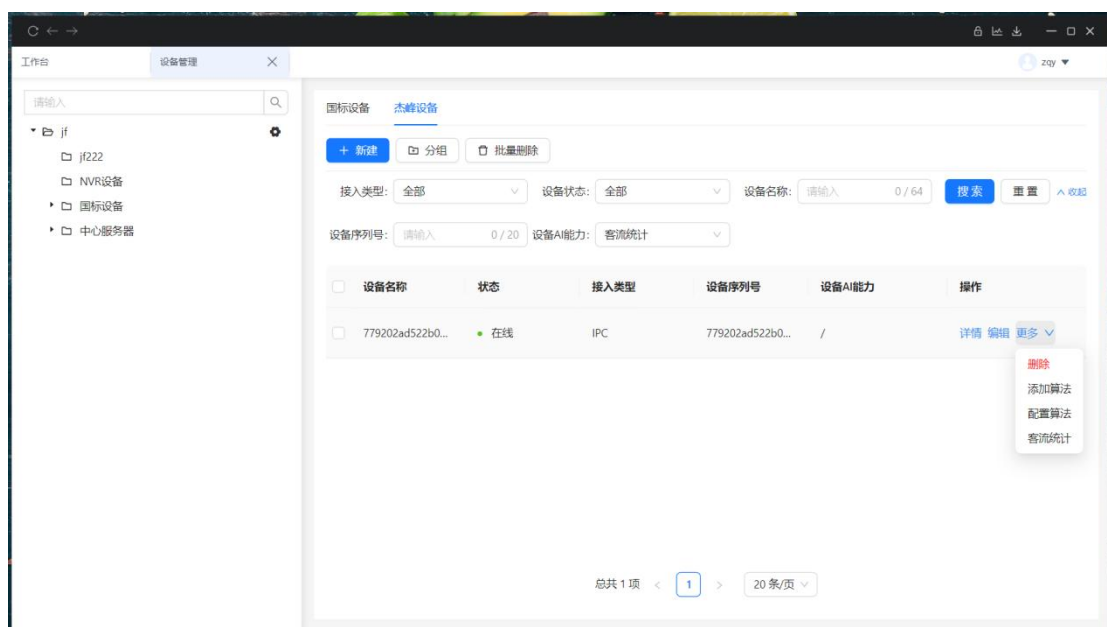 工作台 设备管理 zqy
请输入
jf
jf222
NVR设备
国标设备
中心服务器
国标设备 杰峰设备
+ 新建 分组 批量删除
接入类型: 全部 设备状态: 全部 设备名称: 请输入 0 / 64 搜索 重置 收起
设备序列号: 请输入 0 / 20 设备AI能力: 客流统计
设备名称 状态 接入类型 设备序列号 设备AI能力 操作
779202ad522b0... 在线 IPC 779202ad522b0... / 详情 编辑 更多
删除
添加算法
配置算法
客流统计
总共 1 项 < 1 > 20 条/页